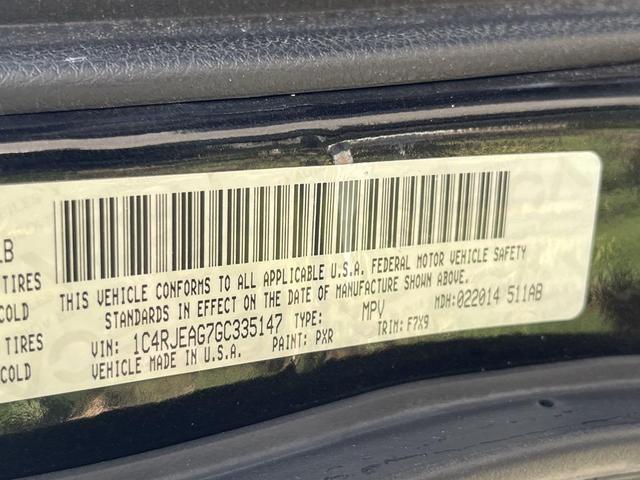 LB
TIRES
COLD
TIRES
COLD
THIS VEHICLE CONFORMS TO ALL APPLICABLE U.S.A. FEDERAL MOTOR VEHICLE SAFETY
STANDARDS IN EFFECT ON THE DATE OF MANUFACTURE SHOWN ABOVE.
VIN: 1C4RJEAG7GC335147 TYPE: MPV MDH:022014 511AB
VEHICLE MADE IN U.S.A. PAINT: PXR TRIM: F7X9